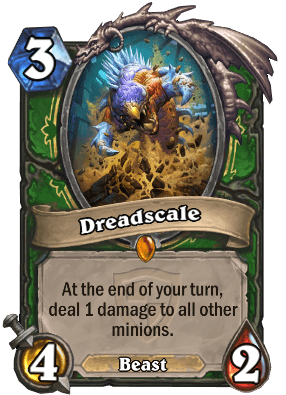 3
Dreadscale
At the end of your turn,
deal 1 damage to all other
minions.
4
Beast
2